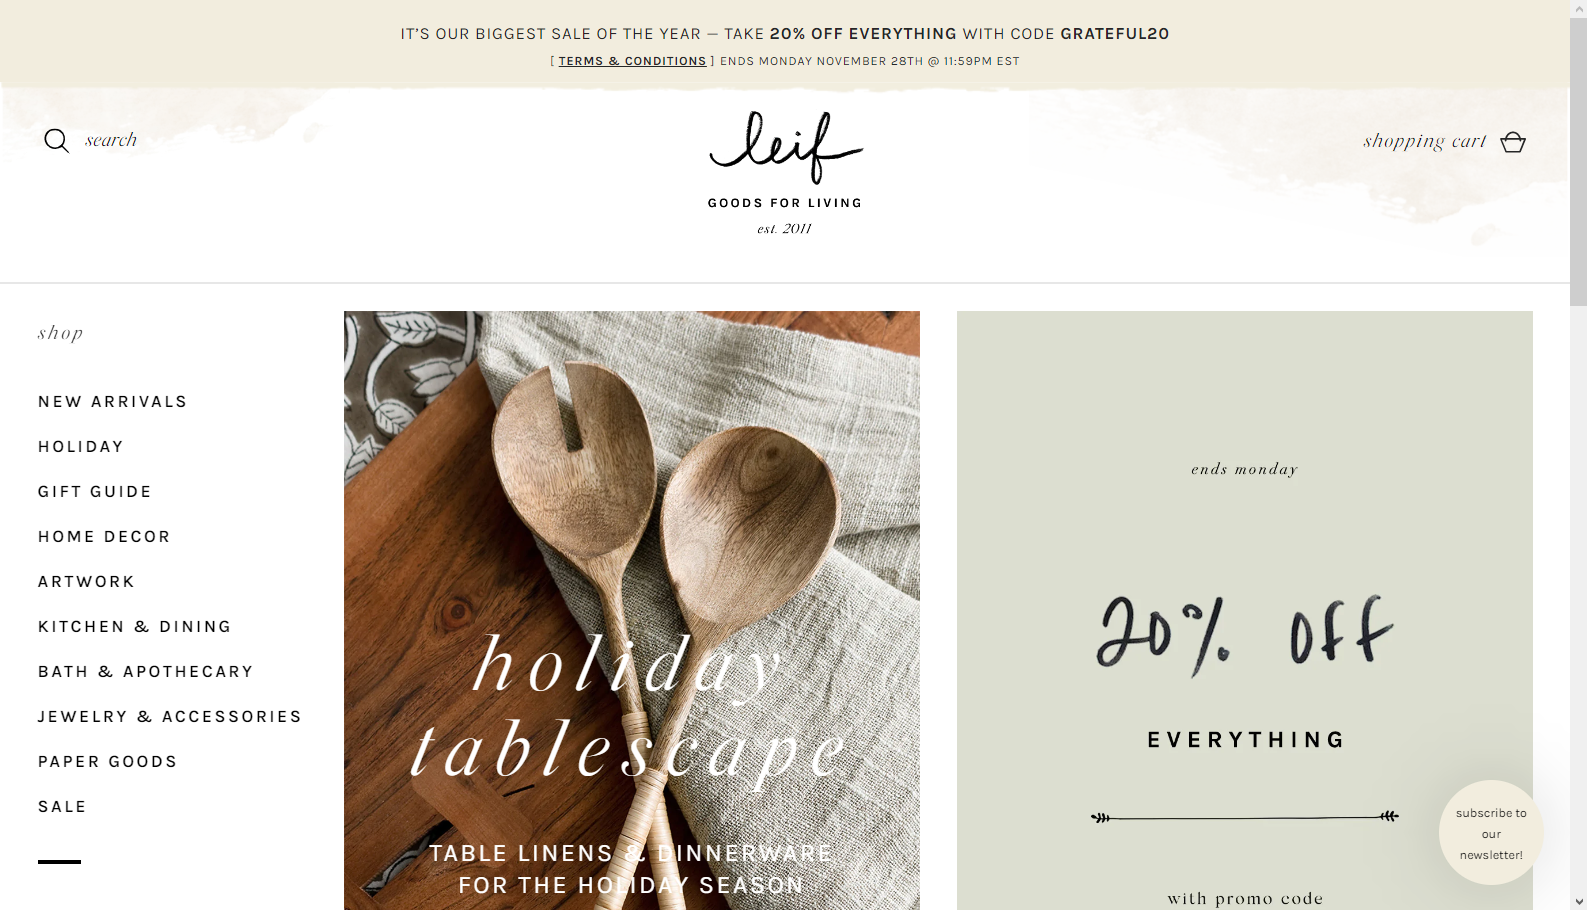 IT'S OUR BIGGEST SALE OF THE YEAR — TAKE 20% OFF EVERYTHING WITH CODE GRATEFUL20
[ TERMS & CONDITIONS ] ENDS MONDAY NOVEMBER 28TH @ 11:59PM EST
search
leif
GOODS FOR LIVING
est. 2011
shopping cart
shop
NEW ARRIVALS
HOLIDAY
GIFT GUIDE
HOME DECOR
ARTWORK
KITCHEN & DINING
BATH & APOTHECARY
JEWELRY & ACCESSORIES
PAPER GOODS
SALE
holiday
tablescape
TABLE LINENS & DINNERWARE
FOR THE HOLIDAY SEASON
ends monday
20% OFF
EVERYTHING
with promo code
subscribe to
our
newsletter!